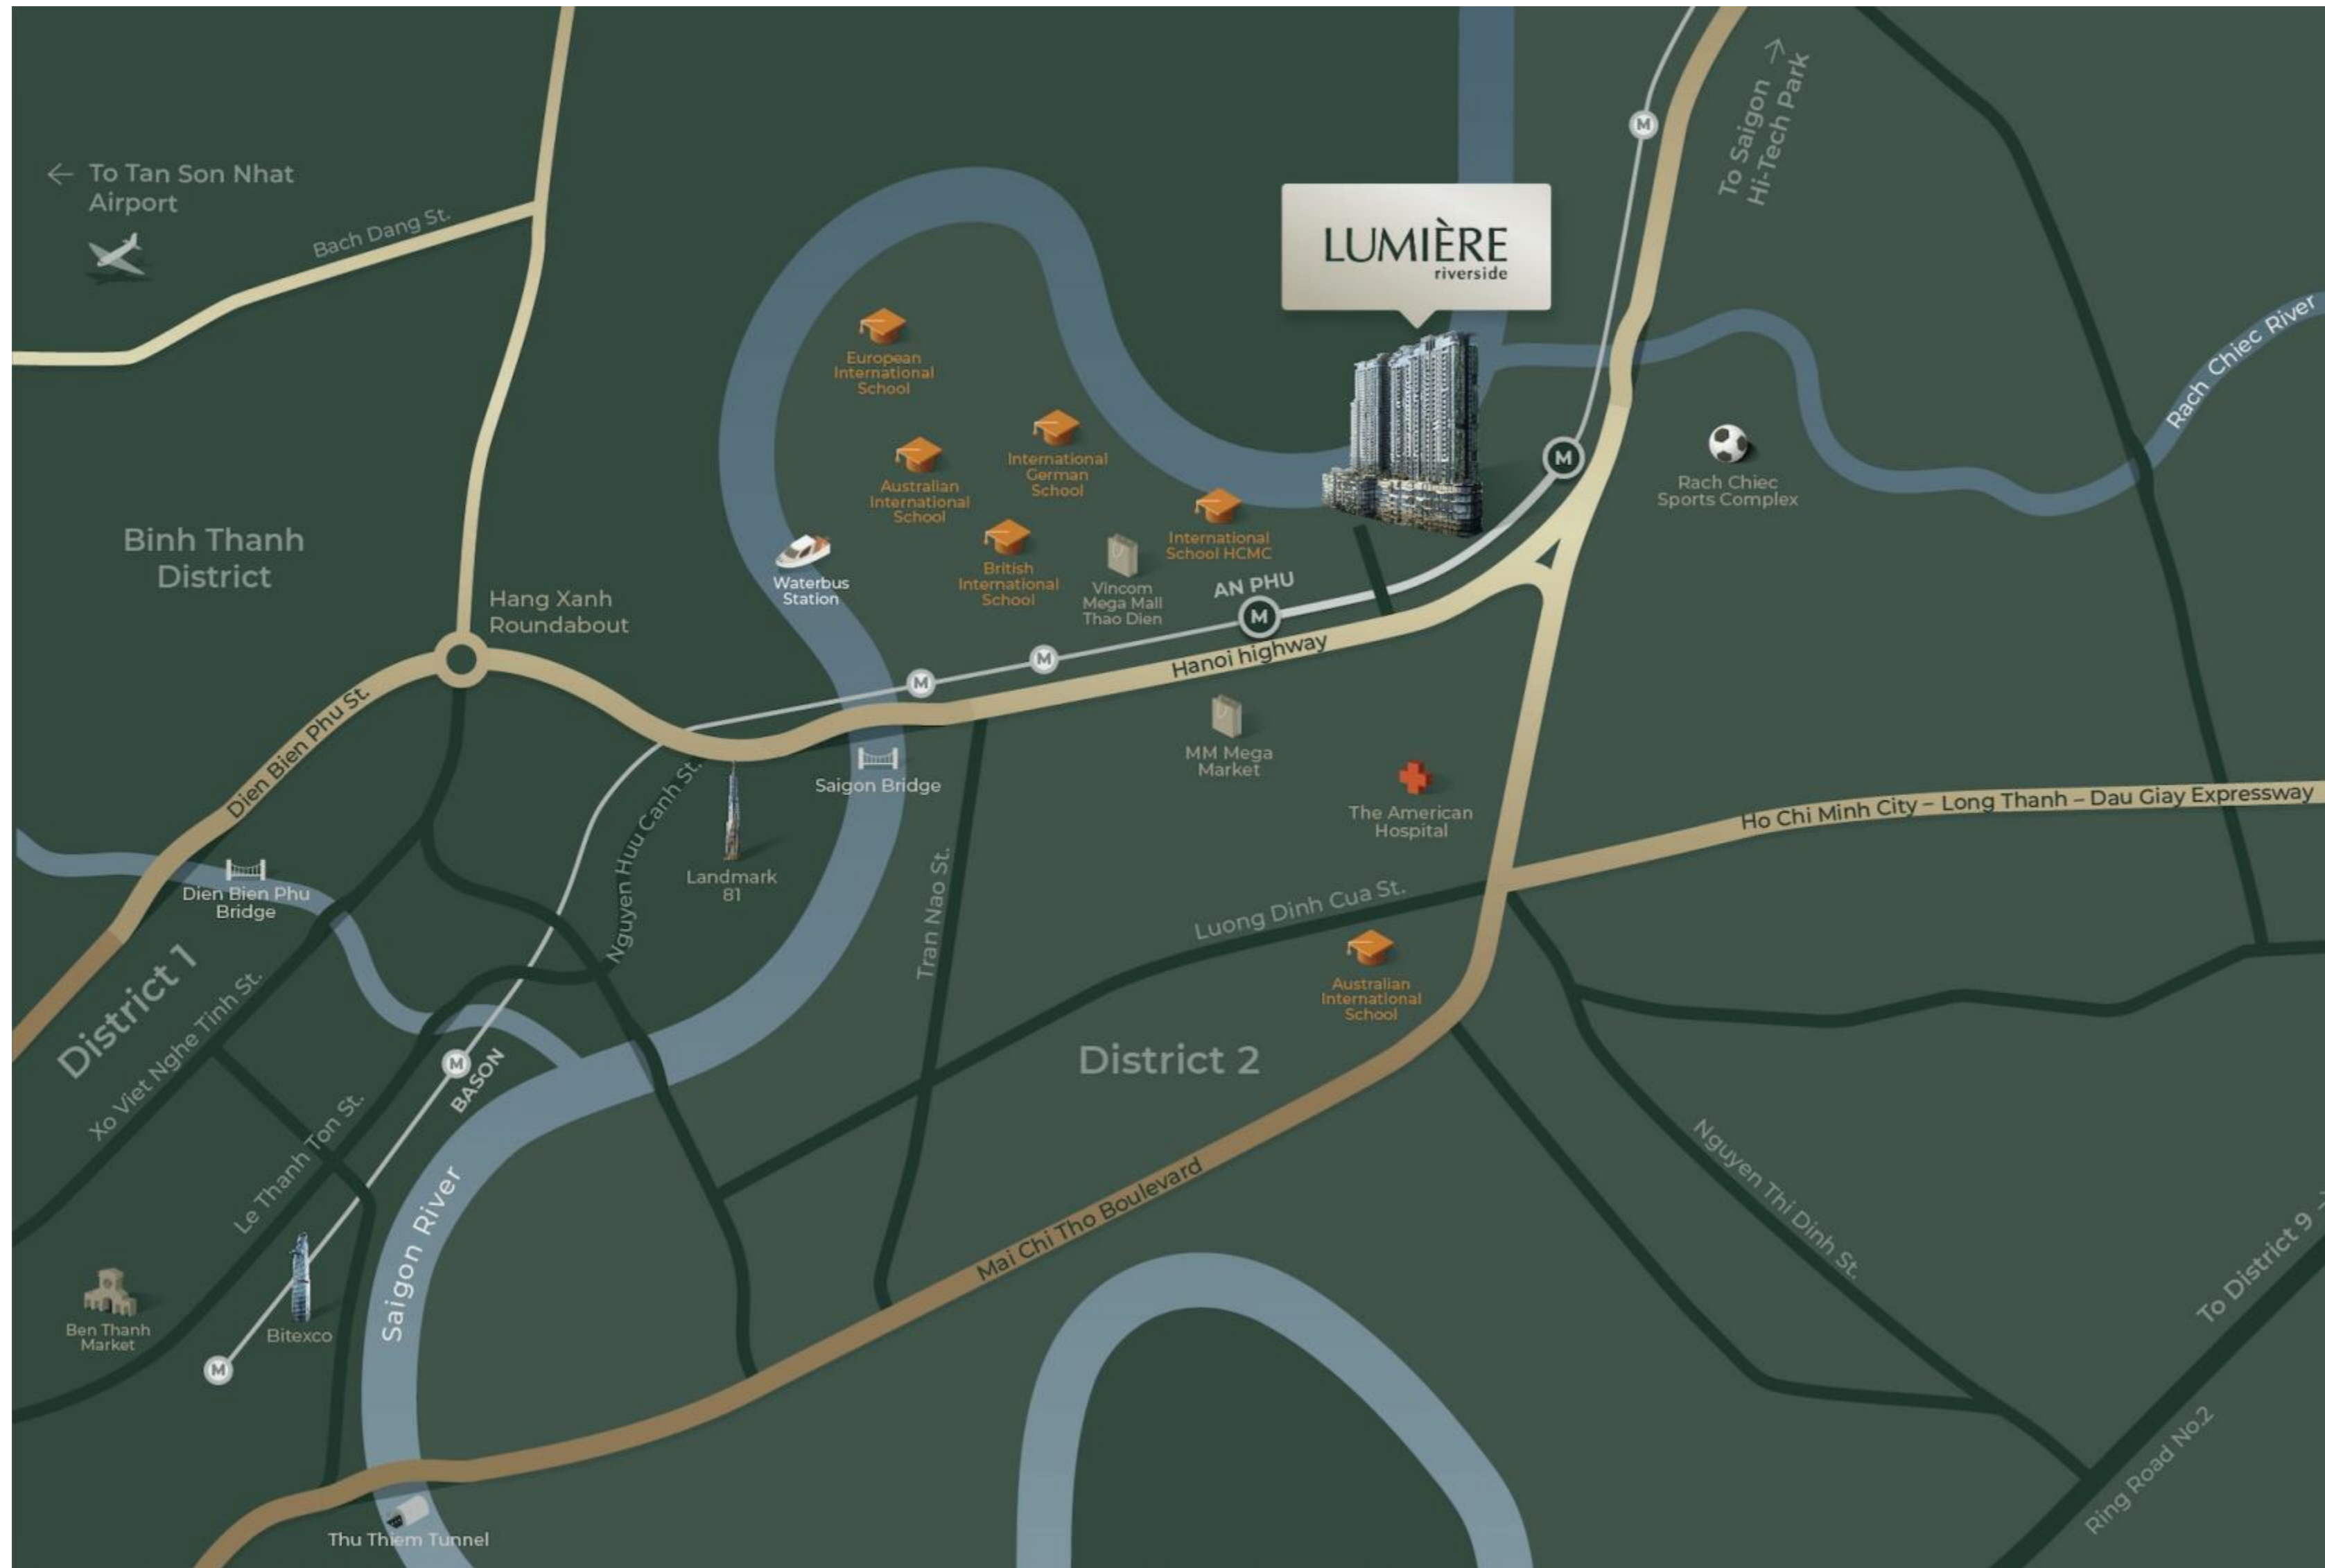 To Saigon
Hi-Tech Park
← To Tan Son Nhat
Airport
Bach Dang St.
LUMIÈRE
riverside
Rach Chiec River
European
International
School
International
German
School
Australian
International
School
Rach Chiec
Sports Complex
International
School HCMC
British
International
School
Vincom
Mega Mall
Thao Dien
Waterbus
Station
AN PHU
M
M
M
M
M
Binh Thanh
District
Hang Xanh
Roundabout
Hanoi highway
Dien Bien Phu St.
MM Mega
Market
Saigon Bridge
Nguyen Huu Canh St.
The American
Hospital
Ho Chi Minh City – Long Thanh – Dau Giay Expressway
Landmark
81
Dien Bien Phu
Bridge
Tran Nao St.
Luong Dinh Cua St.
District 1
Xo Viet Nghe Tinh St.
Australian
International
School
District 2
M
BASON
Le Thanh Ton St.
Saigon River
Mai Chi Tho Boulevard
Nguyen Thi Dinh St.
To District 9
Ben Thanh
Market
Bitexco
M
Ring Road No.2
Thu Thiem Tunnel